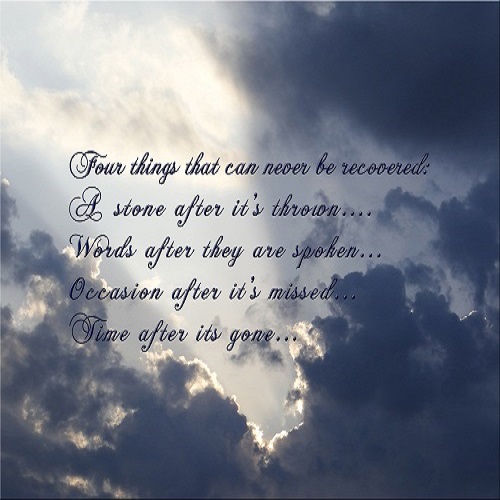 Four things that can never be recovered:
A stone after it's thrown....
Words after they are spoken...
Occasion after it's missed...
Time after its gone...